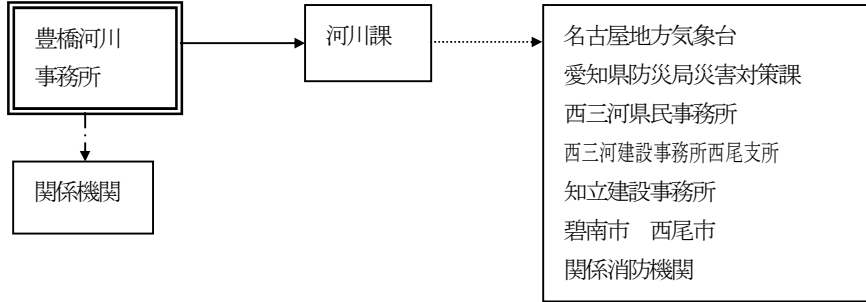 豊橋河川
事務所
河川課
名古屋地方気象台
愛知県防災局災害対策課
西三河県民事務所
西三河建設事務所西尾支所
知立建設事務所
碧南市　西尾市
関係消防機関
関係機関